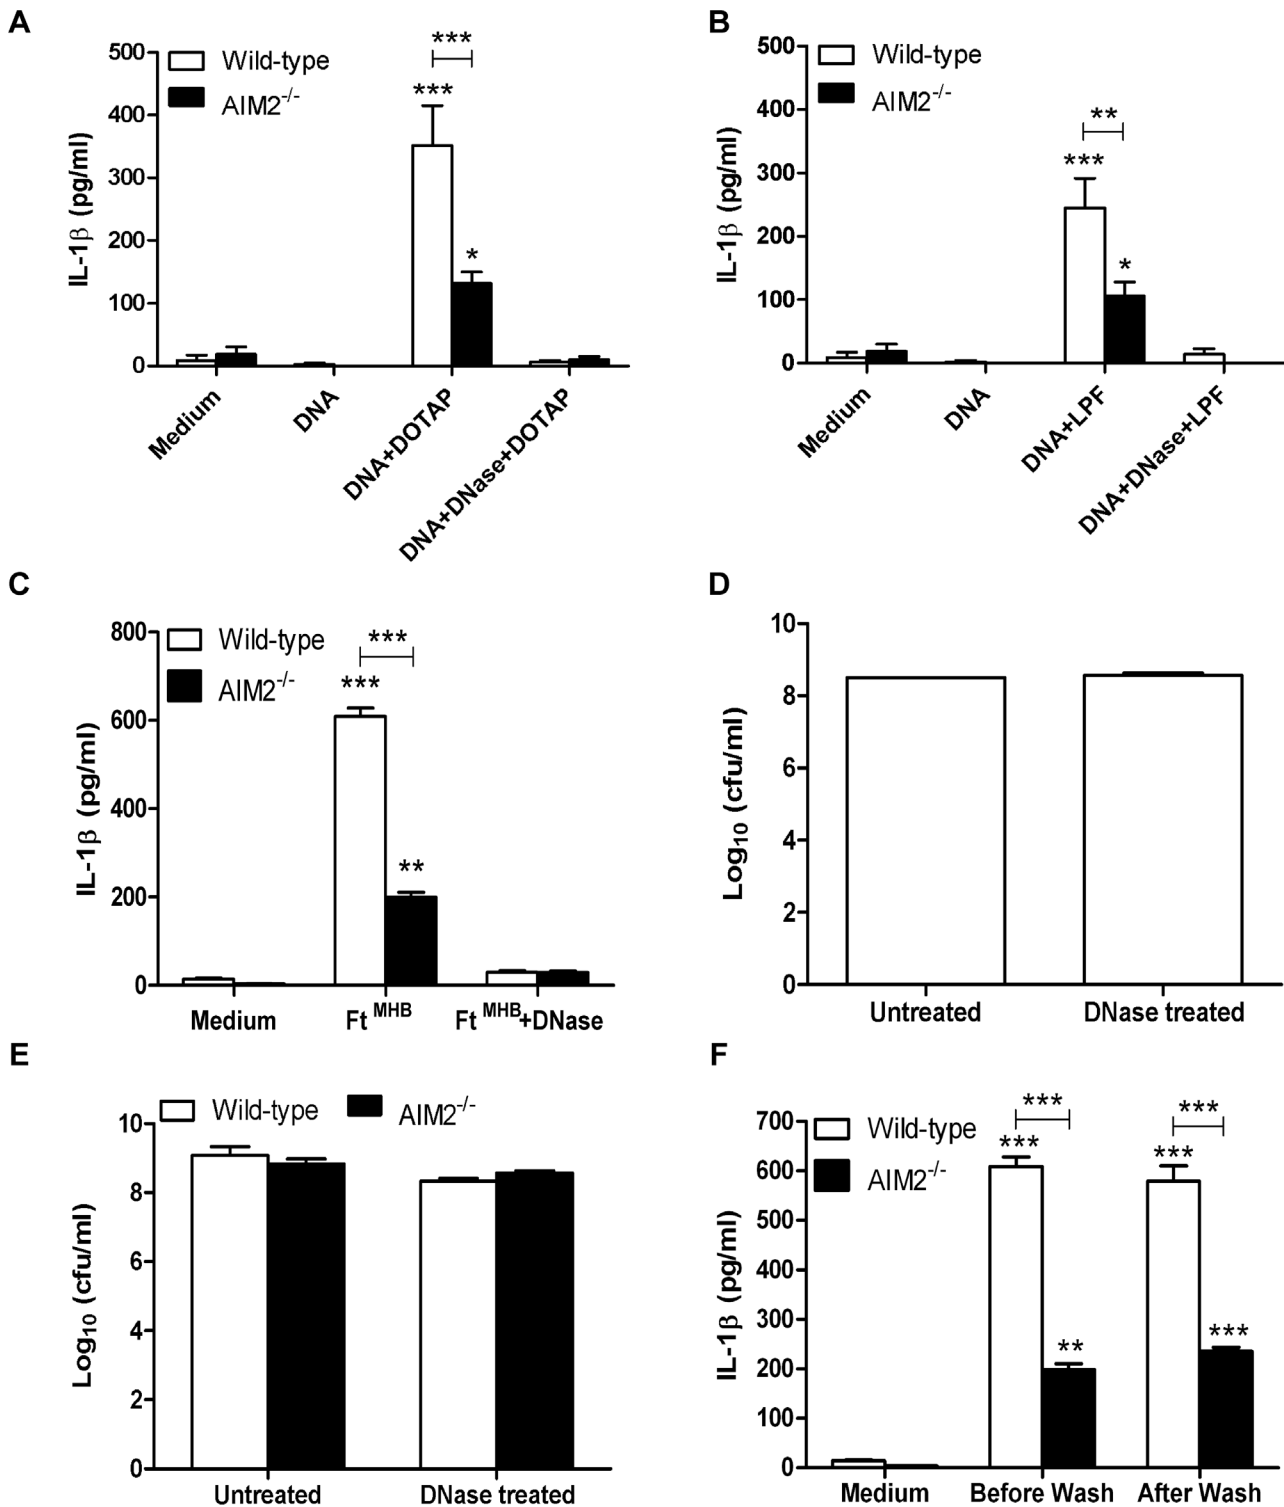 A
Wild-type
AIM2-/-
***
***
*
IL-1β (pg/ml)
500
400
300
200
100
0
Medium
DNA
DNA+DOTAP
DNA+DNase+DOTAP
B
Wild-type
AIM2-/-
**
***
*
IL-1β (pg/ml)
500
400
300
200
100
0
Medium
DNA
DNA+LPF
DNA+DNase+LPF
C
Wild-type
AIM2-/-
***
***
**
IL-1β (pg/ml)
800
600
400
200
0
Medium
Ft MHB
Ft MHB+DNase
D
Log10 (cfu/ml)
10
8
6
4
2
0
Untreated
DNase treated
E
Wild-type
AIM2-/-
Log10 (cfu/ml)
10
8
6
4
2
0
Untreated
DNase treated
F
Wild-type
AIM2-/-
***
***
***
***
**
***
IL-1β (pg/ml)
700
600
500
400
300
200
100
0
Medium
Before Wash
After Wash